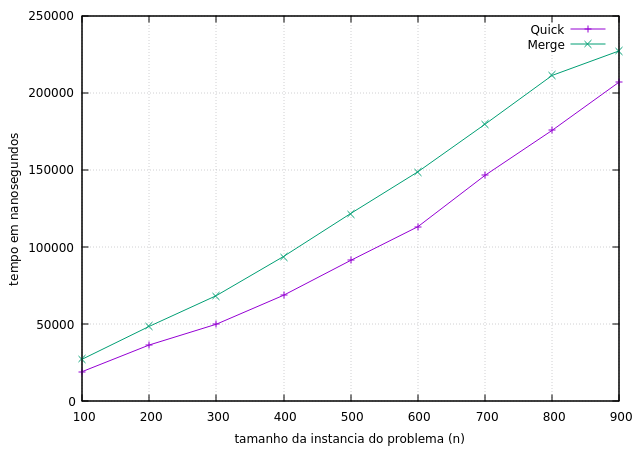 250000
200000
150000
100000
50000
0
100 200 300 400 500 600 700 800 900
tempo em nanosegundos
tamanho da instancia do problema (n)
Quick
Merge